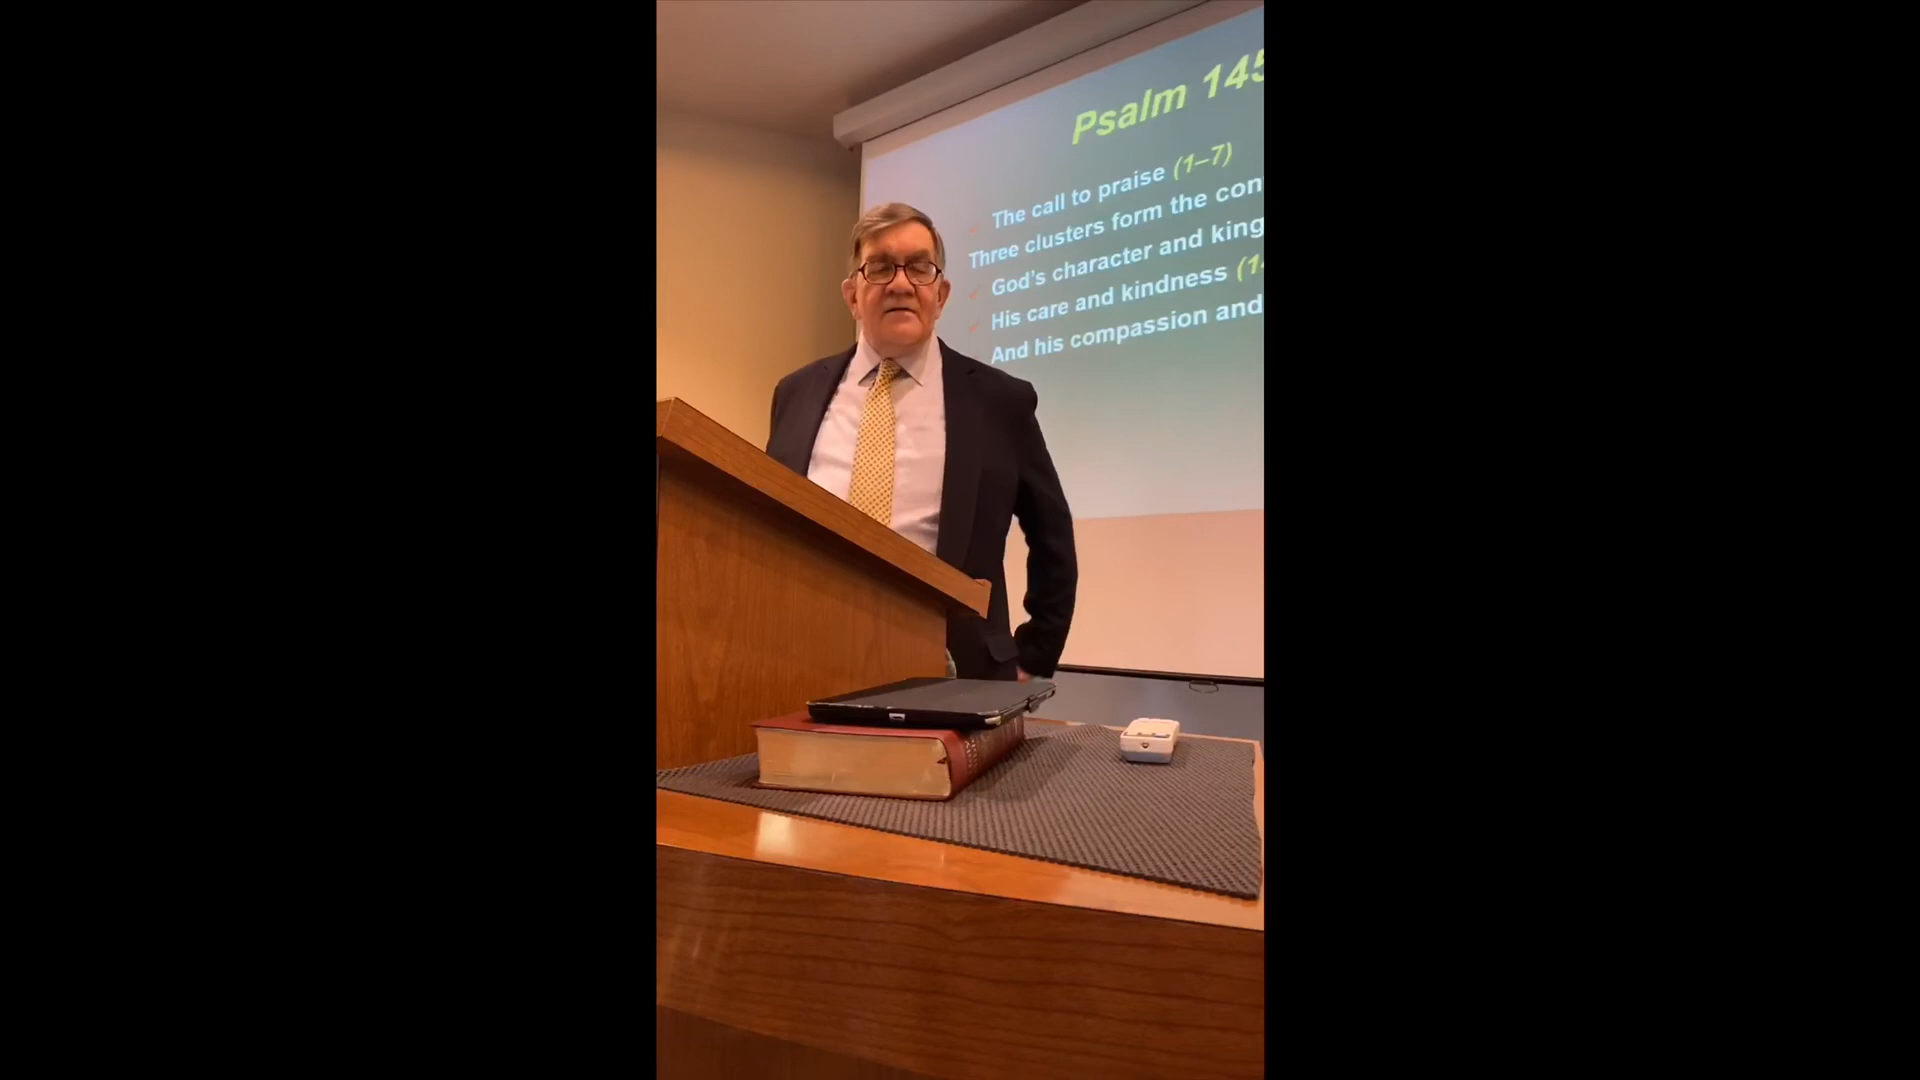 Psalm 145
The call to praise (1–7)
Three clusters form the con
God's character and king
His care and kindness (1
And his compassion and